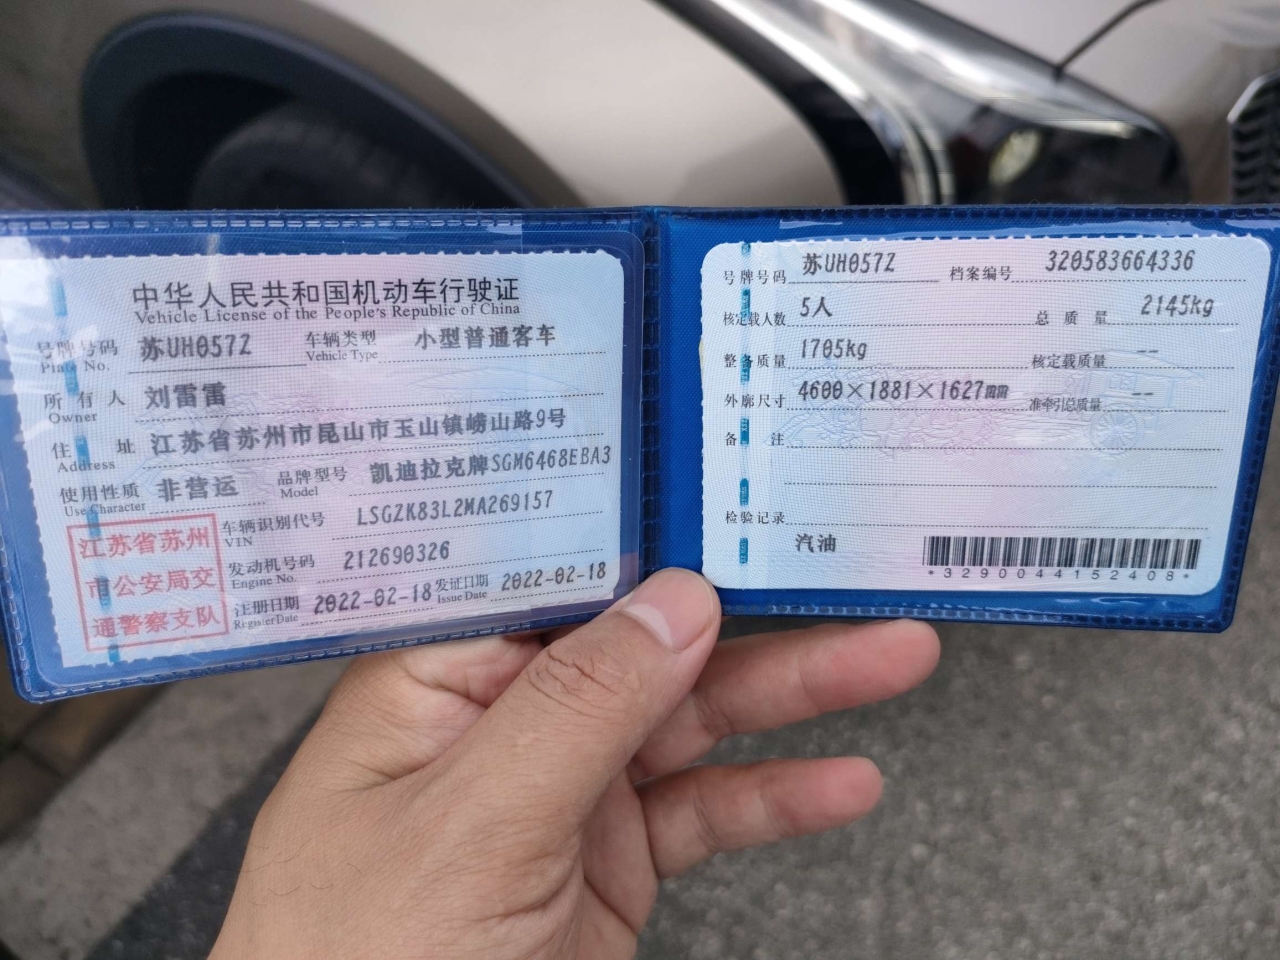 中华人民共和国机动车行驶证
Vehicle License of the People's Republic of China
号牌号码 苏UH057Z 车辆类型 小型普通客车
Plate No. Vehicle Type
所有人 刘雷雷
Owner
住址 江苏省苏州市昆山市玉山镇崂山路9号
Address
使用性质 非营运 品牌型号 凯迪拉克牌SGM6468EBA3
Use Character Model
车辆识别代号 LSGZK83L2MA269157
VIN
发动机号码 212690326
Engine No.
注册日期 2022-02-18 发证日期 2022-02-18
Register Date Issue Date
江苏省苏州
市公安局交
通警察支队
号牌号码 苏UH057Z 档案编号 320583664336
核定载人数 5人 总质量 2145kg
整备质量 1705kg 核定载质量 --
外廓尺寸 4600×1881×1627mm 准牵引总质量 --
备注
检验记录
汽油
*3290044152408*